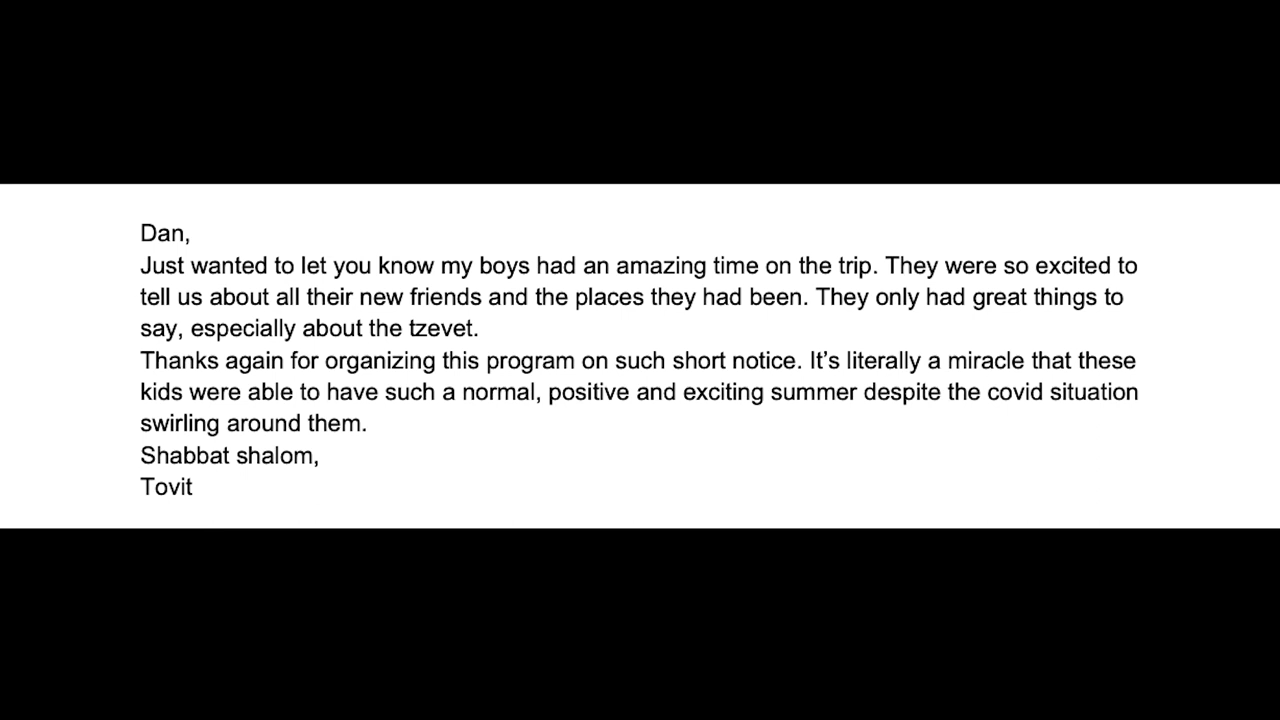 Dan,
Just wanted to let you know my boys had an amazing time on the trip. They were so excited to
tell us about all their new friends and the places they had been. They only had great things to
say, especially about the tzevet.
Thanks again for organizing this program on such short notice. It’s literally a miracle that these
kids were able to have such a normal, positive and exciting summer despite the covid situation
swirling around them.
Shabbat shalom,
Tovit